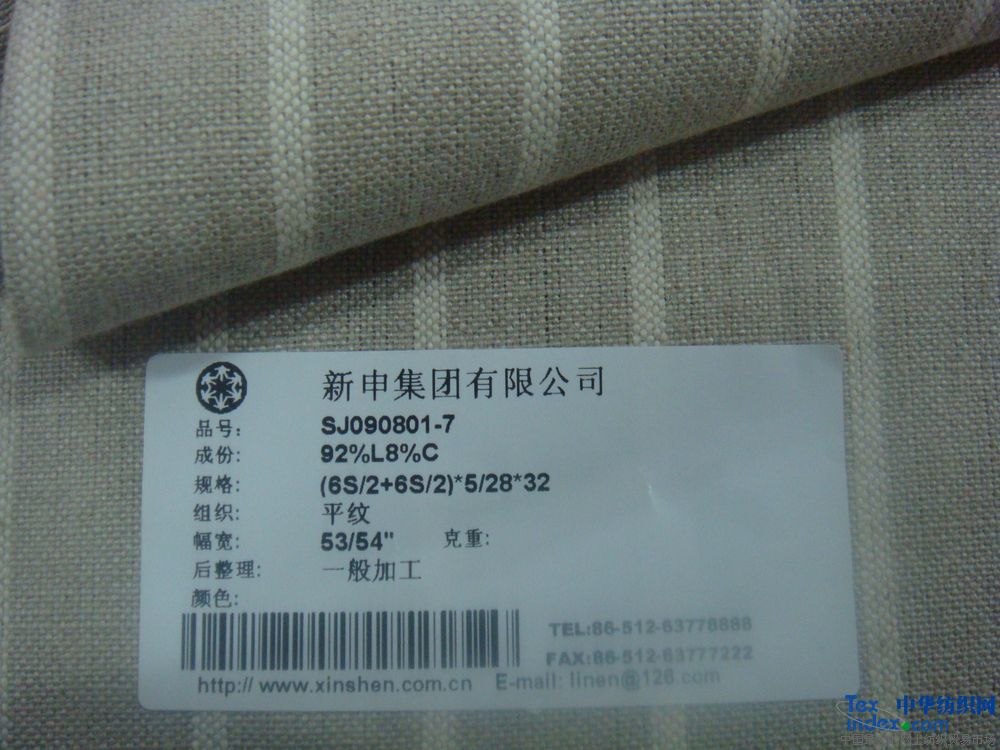 新申集团有限公司
品号: SJ090801-7
成份: 92%L8%C
规格: (6S/2+6S/2)*5/28*32
组织: 平纹
幅宽: 53/54" 克重:
后整理: 一般加工
颜色:
TEL:86-512-63778888
FAX:86-512-63777222
http:// www.xinshen.com.cn E-mail: linen@126.com
Tex 中华纺织网
index.com